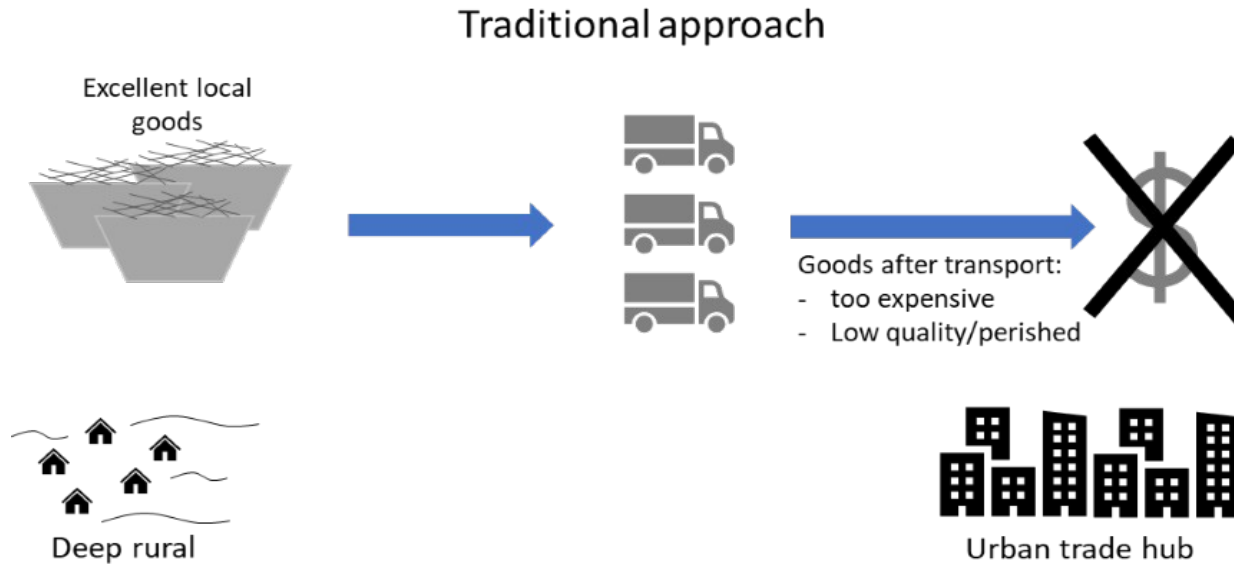 Traditional approach
Excellent local
goods
Goods after transport:
- too expensive
- Low quality/perished
Deep rural
Urban trade hub